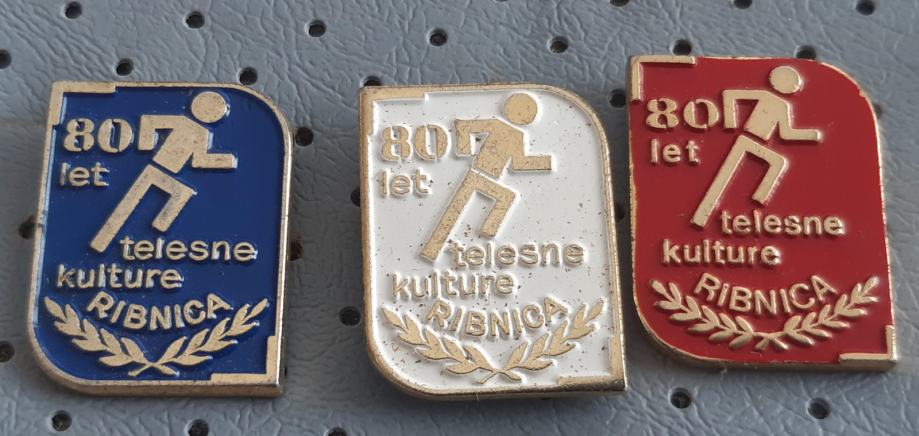 80
let
telesne
kulture
RIBNICA
80
let
telesne
kulture
RIBNICA
80
let
telesne
kulture
RIBNICA